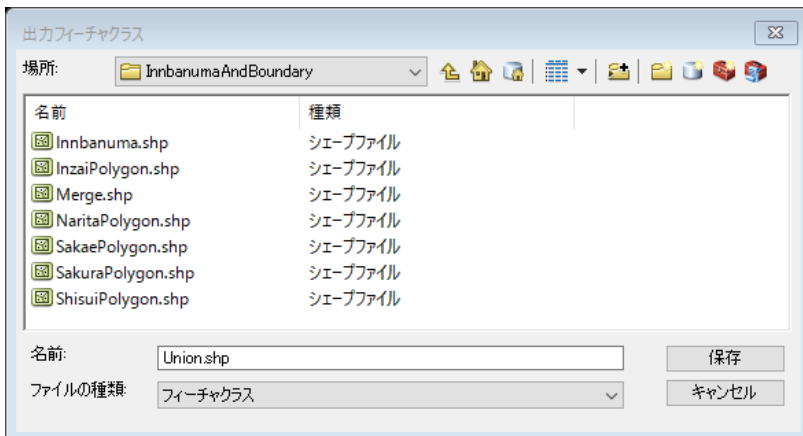 出力フィーチャクラス
場所: InnbanumaAndBoundary
名前 種類
Innbanuma.shp シェープファイル
InzaiPolygon.shp シェープファイル
Merge.shp シェープファイル
NaritaPolygon.shp シェープファイル
SakaePolygon.shp シェープファイル
SakuraPolygon.shp シェープファイル
ShisuiPolygon.shp シェープファイル
名前: Union.shp 保存
ファイルの種類: フィーチャクラス キャンセル